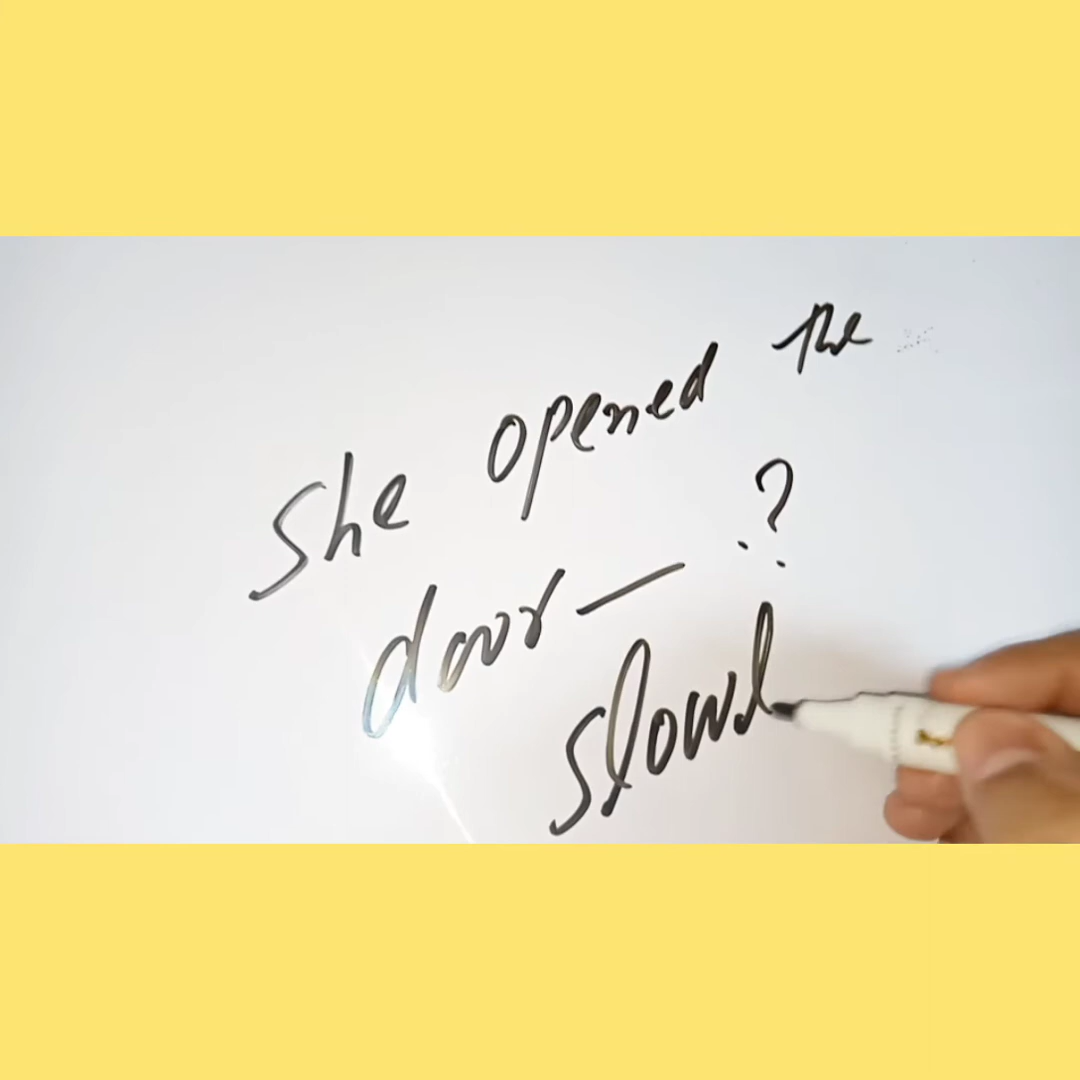 She opened the
door — . ?.
slowl